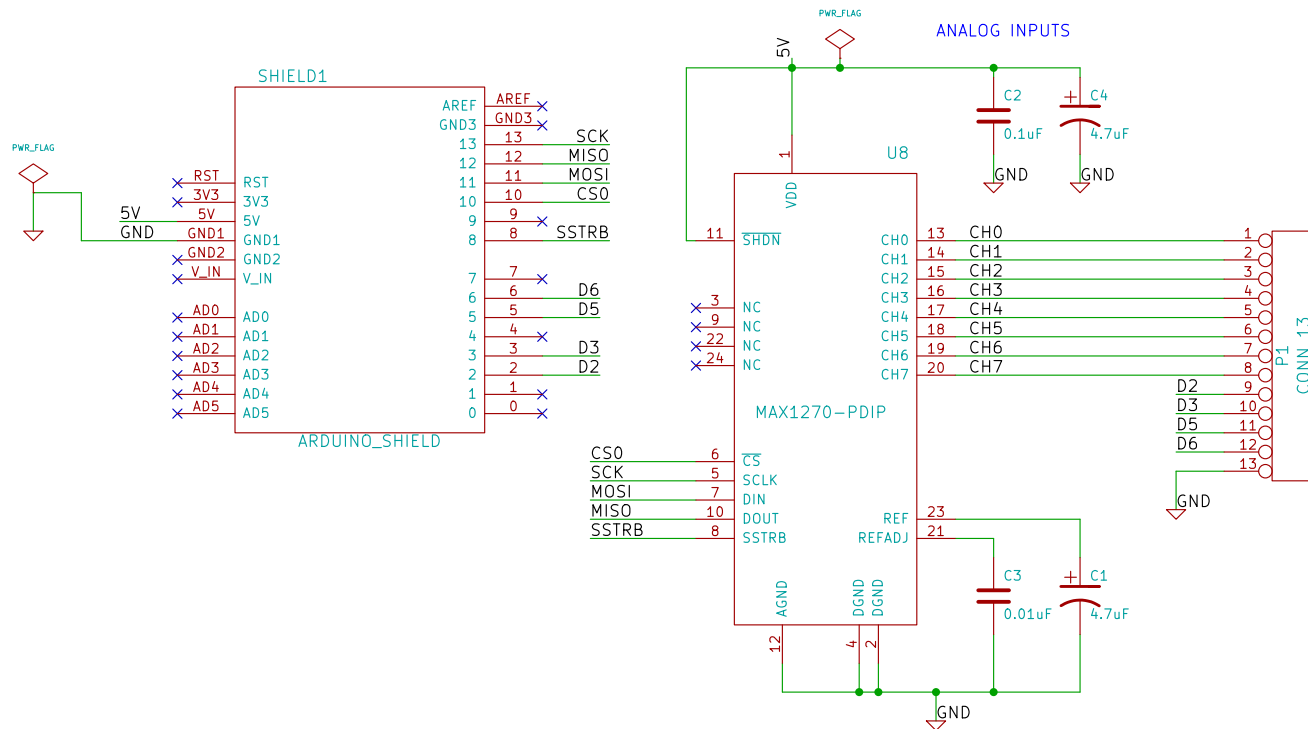 PWR_FLAG
ANALOG INPUTS
5V
SHIELD1
AREF AREF
GND3 GND3
13 13 SCK
12 12 MISO
11 11 MOSI
10 10 CS0
9 9
8 8 SSTRB
7 7
6 6 D6
5 5 D5
4 4
3 3 D3
2 2 D2
1 1
0 0
PWR_FLAG
RST RST
3V3 3V3
5V 5V 5V
GND GND1 GND1
GND2 GND2
V_IN V_IN
AD0 AD0
AD1 AD1
AD2 AD2
AD3 AD3
AD4 AD4
AD5 AD5
ARDUINO_SHIELD
C2
0.1uF
GND
C4
4.7uF
GND
U8
1
VDD
11 SHDN
3 NC
9 NC
22 NC
24 NC
MAX1270-PDIP
CS0 6 CS
SCK 5 SCLK
MOSI 7 DIN
MISO 10 DOUT
SSTRB 8 SSTRB
CH0 13 CH0 1
CH1 14 CH1 2
CH2 15 CH2 3
CH3 16 CH3 4
CH4 17 CH4 5
CH5 18 CH5 6
CH6 19 CH6 7
CH7 20 CH7 8
D2 9
D3 10
D5 11
D6 12
13
GND
P1
CONN_13
REF 23
REFADJ 21
AGND
12
DGND
4
DGND
2
C3
0.01uF
C1
4.7uF
GND